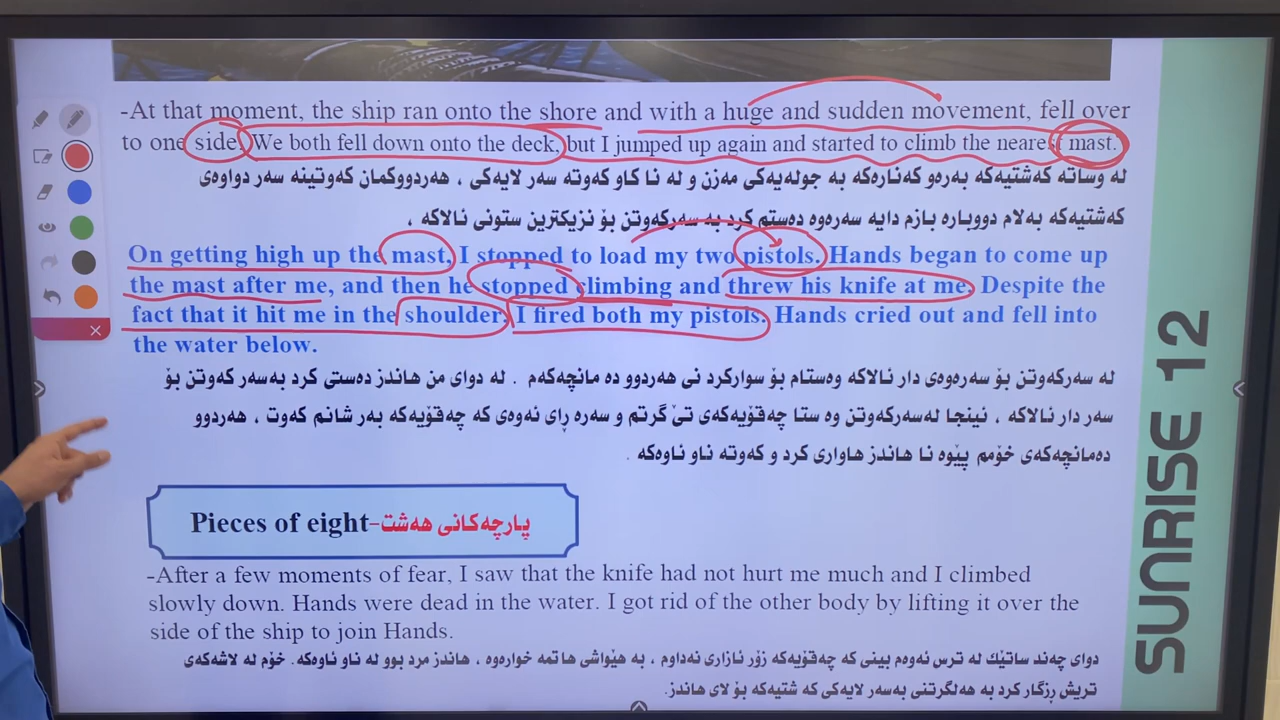 -At that moment, the ship ran onto the shore and with a huge and sudden movement, fell over
to one side. We both fell down onto the deck, but I jumped up again and started to climb the nearest mast.
لە وساتە کەشتیەکە بەرەو کەنارەکە بە جولەیەکی مەزن و لە نا کاو کەوتە سەر لایەکی ، هەردووکمان کەوتینە سەر دواوەی
کەشتیەکە بەلام دووبارە بازم دایە سەرەوە دەستم کرد بە سەرکەوتن بۆ نزیکترین ستونی ئالاکە ،
On getting high up the mast, I stopped to load my two pistols. Hands began to come up
the mast after me, and then he stopped climbing and threw his knife at me. Despite the
fact that it hit me in the shoulder, I fired both my pistols. Hands cried out and fell into
the water below.
لە سەرکەوتن بۆ سەرەوەی دار ئالاکە وەستام بۆ سوارکرد نی هەردوو دە مانچەکەم . لە دوای من هاندز دەستی کرد بەسەر کەوتن بۆ
سەر دار ئالاکە ، ئینجا لەسەرکەوتن وە ستا چەقۆیەکەی تێ گرتم و سەرە ڕای ئەوەی کە چەقۆیەکە بەر شانم کەوت ، هەردوو
دەمانچەکەی خۆمم پێوە نا هاندز هاواری کرد و کەوتە ناو ئاوەکە .
Pieces of eight-پارچەکانی هەشت
-After a few moments of fear, I saw that the knife had not hurt me much and I climbed
slowly down. Hands were dead in the water. I got rid of the other body by lifting it over the
side of the ship to join Hands.
دوای چەند ساتێك لە ترس ئەوەم بینی کە چەقۆیەکە زۆر ئازاری نەداوم ، بە هێواشی هاتمە خوارەوە ، هاندز مرد بوو لە ناو ئاوەکە. خۆم لە لاشەکەی
تریش ڕزگار کرد بە هەلگرتنی بەسەر لایەکی کە شتیەکە بۆ لای هاندز.
SUNRISE 12